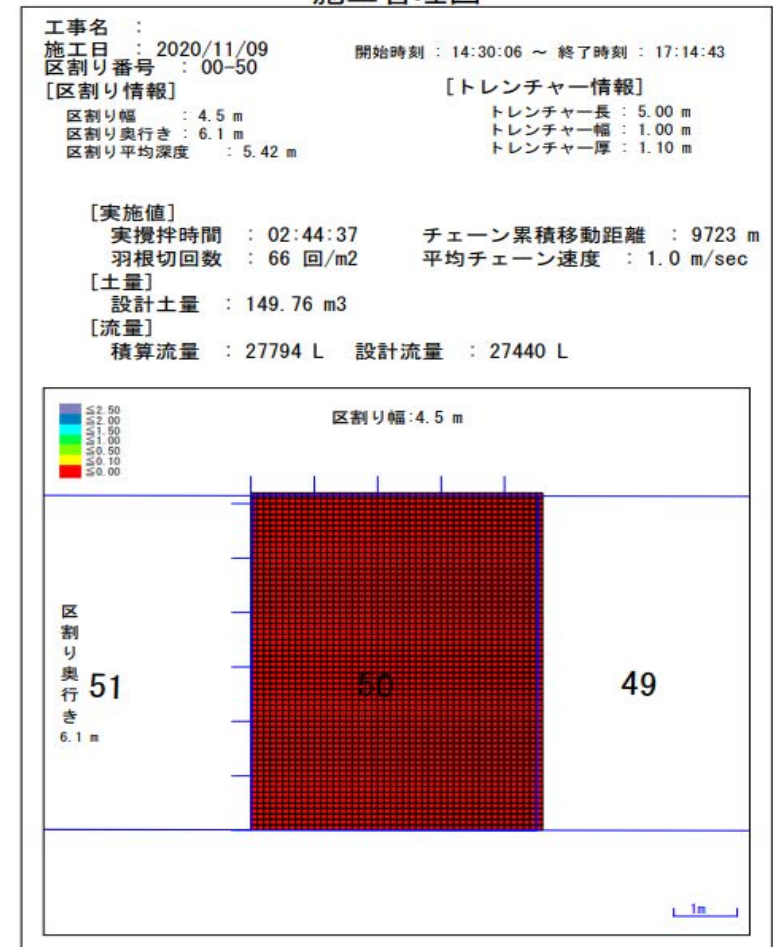 工事名 :
施工日 : 2020/11/09 開始時刻 : 14:30:06 ～ 終了時刻 : 17:14:43
区割り番号 : 00-50
[区割り情報] [トレンチャー情報]
区割り幅 : 4.5 m トレンチャー長 : 5.00 m
区割り奥行き : 6.1 m トレンチャー幅 : 1.00 m
区割り平均深度 : 5.42 m トレンチャー厚 : 1.10 m
[実施値]
実攪拌時間 : 02:44:37 チェーン累積移動距離 : 9723 m
羽根切回数 : 66 回/m2 平均チェーン速度 : 1.0 m/sec
[土量]
設計土量 : 149.76 m3
[流量]
積算流量 : 27794 L 設計流量 : 27440 L
≦2.50
≦2.00
≦1.50
≦1.00
≦0.50
≦0.10
≦0.00
区割り幅:4.5 m
区割り奥行き
6.1 m
51 50 49
1m